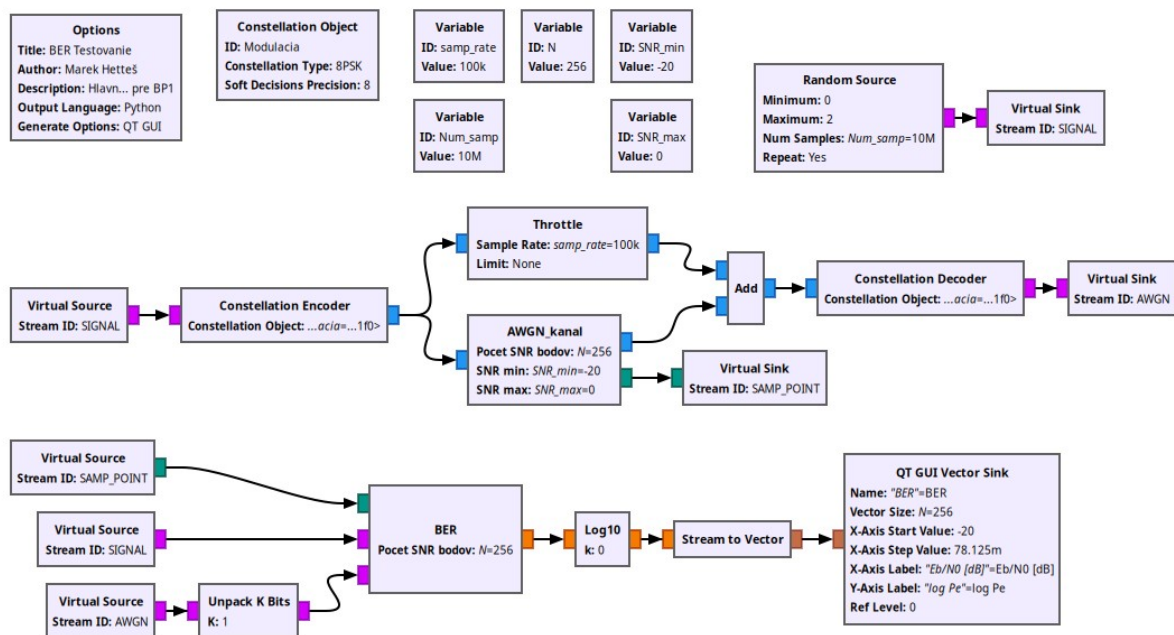 Options
Title: BER Testovanie
Author: Marek Hetteš
Description: Hlavn... pre BP1
Output Language: Python
Generate Options: QT GUI
Constellation Object
ID: Modulacia
Constellation Type: 8PSK
Soft Decisions Precision: 8
Variable
ID: samp_rate
Value: 100k
Variable
ID: N
Value: 256
Variable
ID: SNR_min
Value: -20
Variable
ID: Num_samp
Value: 10M
Variable
ID: SNR_max
Value: 0
Random Source
Minimum: 0
Maximum: 2
Num Samples: Num_samp=10M
Repeat: Yes
Virtual Sink
Stream ID: SIGNAL
Virtual Source
Stream ID: SIGNAL
Constellation Encoder
Constellation Object: ...acia=...1f0>
Throttle
Sample Rate: samp_rate=100k
Limit: None
AWGN_kanal
Pocet SNR bodov: N=256
SNR min: SNR_min=-20
SNR max: SNR_max=0
Add
Virtual Sink
Stream ID: SAMP_POINT
Constellation Decoder
Constellation Object: ...acia=...1f0>
Virtual Sink
Stream ID: AWGN
Virtual Source
Stream ID: SAMP_POINT
Virtual Source
Stream ID: SIGNAL
Virtual Source
Stream ID: AWGN
Unpack K Bits
K: 1
BER
Pocet SNR bodov: N=256
Log10
k: 0
Stream to Vector
QT GUI Vector Sink
Name: "BER"=BER
Vector Size: N=256
X-Axis Start Value: -20
X-Axis Step Value: 78.125m
X-Axis Label: "Eb/N0 [dB]"=Eb/N0 [dB]
Y-Axis Label: "log Pe"=log Pe
Ref Level: 0